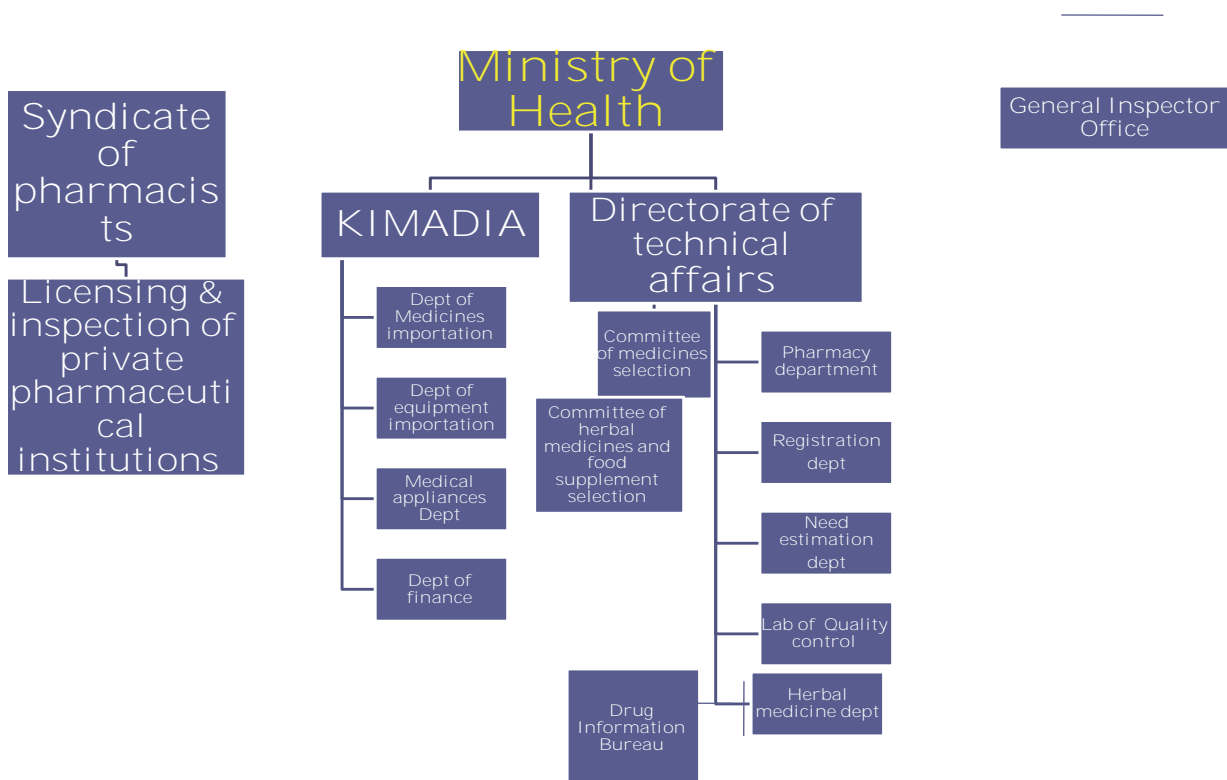 Ministry of
Health
General Inspector
Office
Syndicate
of
pharmacis
ts
Licensing &
inspection of
private
pharmaceuti
cal
institutions
KIMADIA
Directorate of
technical
affairs
Dept of
Medicines
importation
Dept of
equipment
importation
Medical
appliances
Dept
Dept of
finance
Committee
of medicines
selection
Committee of
herbal
medicines and
food
supplement
selection
Pharmacy
department
Registration
dept
Need
estimation
dept
Lab of Quality
control
Herbal
medicine dept
Drug
Information
Bureau